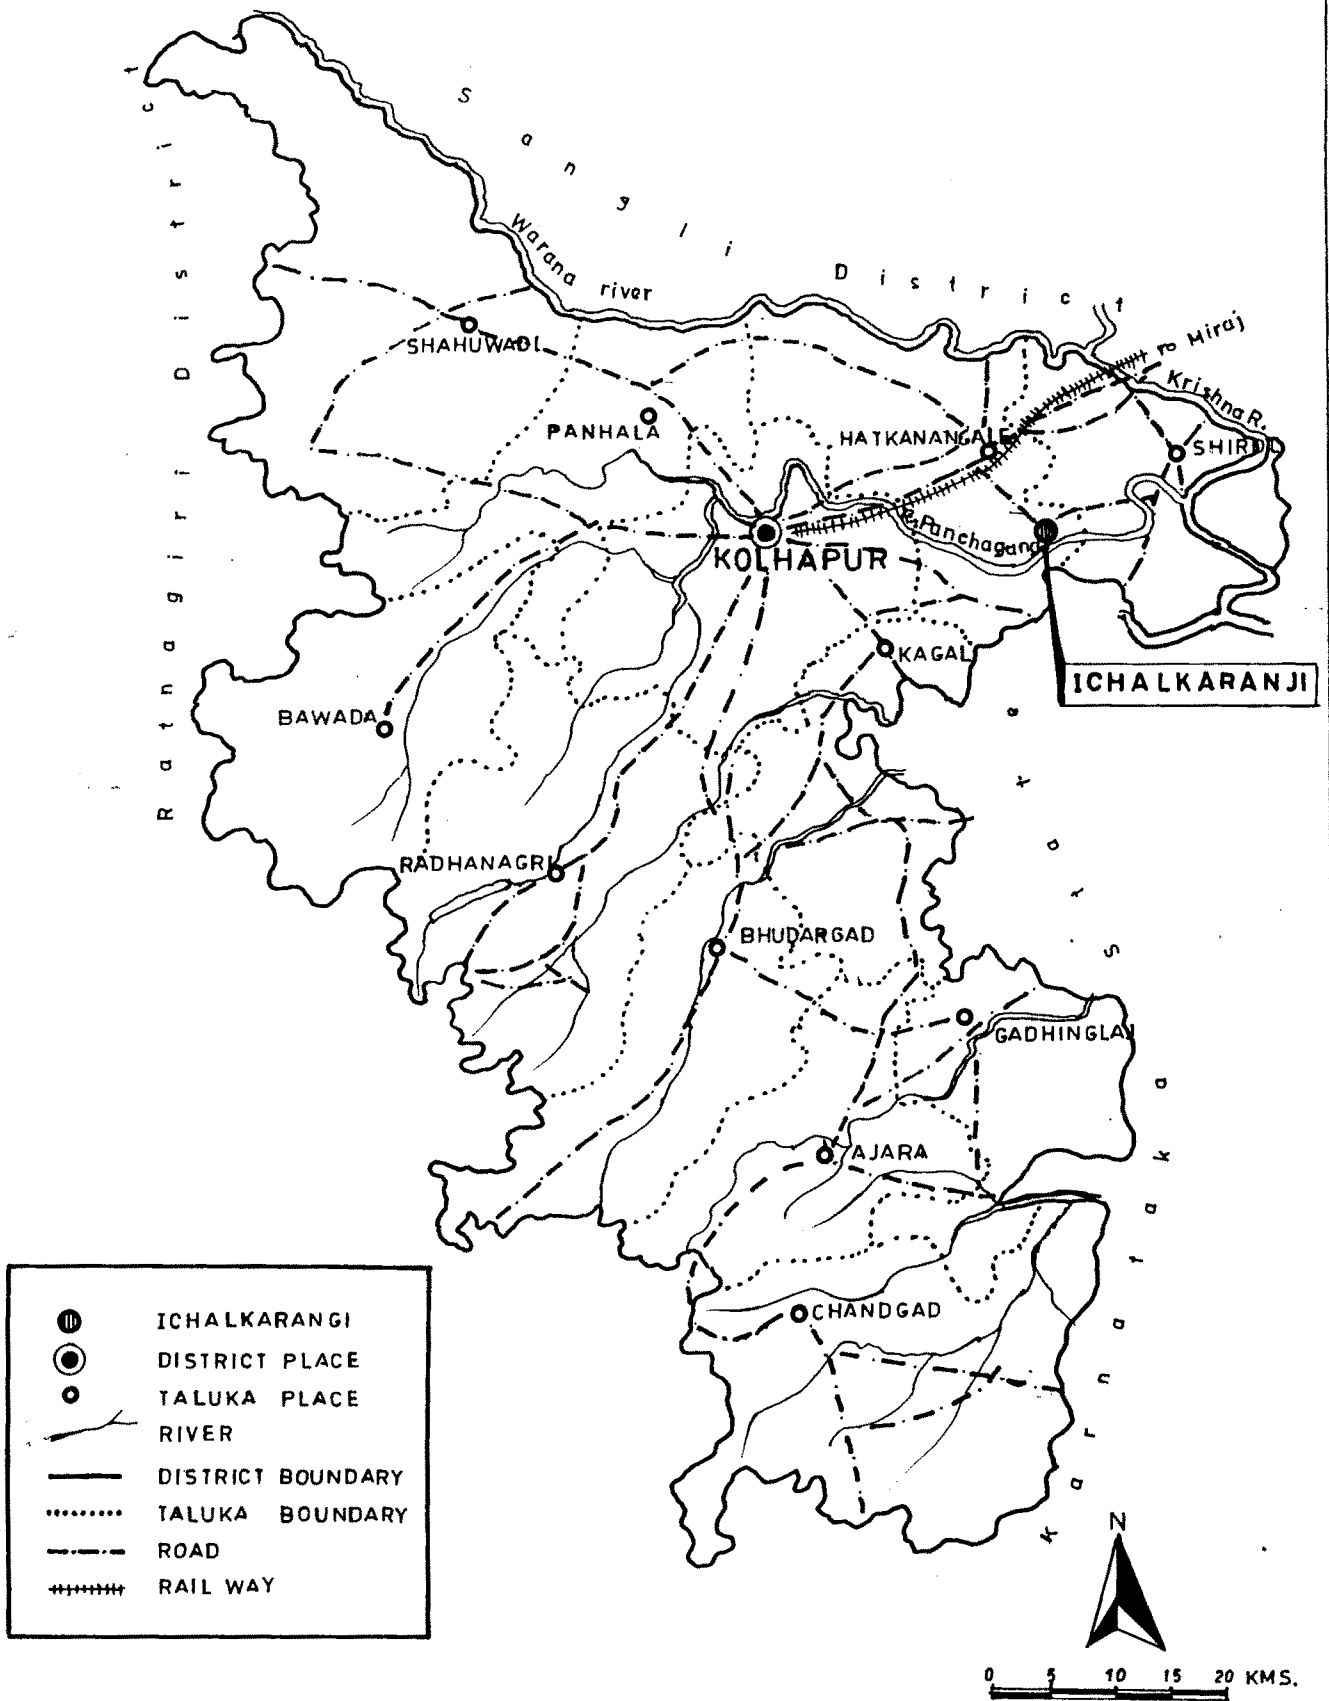 Sangli District
Ratnagiri District
Warana river
SHAHUWADI
to Miraj
Krishna R.
PANHALA
HATKANANGALE
SHIROL
R. Panchaganga
KOLHAPUR
KAGAL
ICHALKARANJI
BAWADA
RADHANAGRI
BHUDARGAD
GADHINGLAJ
AJARA
CHANDGAD
Karnataka
ICHALKARANGI
DISTRICT PLACE
TALUKA PLACE
RIVER
DISTRICT BOUNDARY
TALUKA BOUNDARY
ROAD
RAIL WAY
N
0 5 10 15 20 KMS.